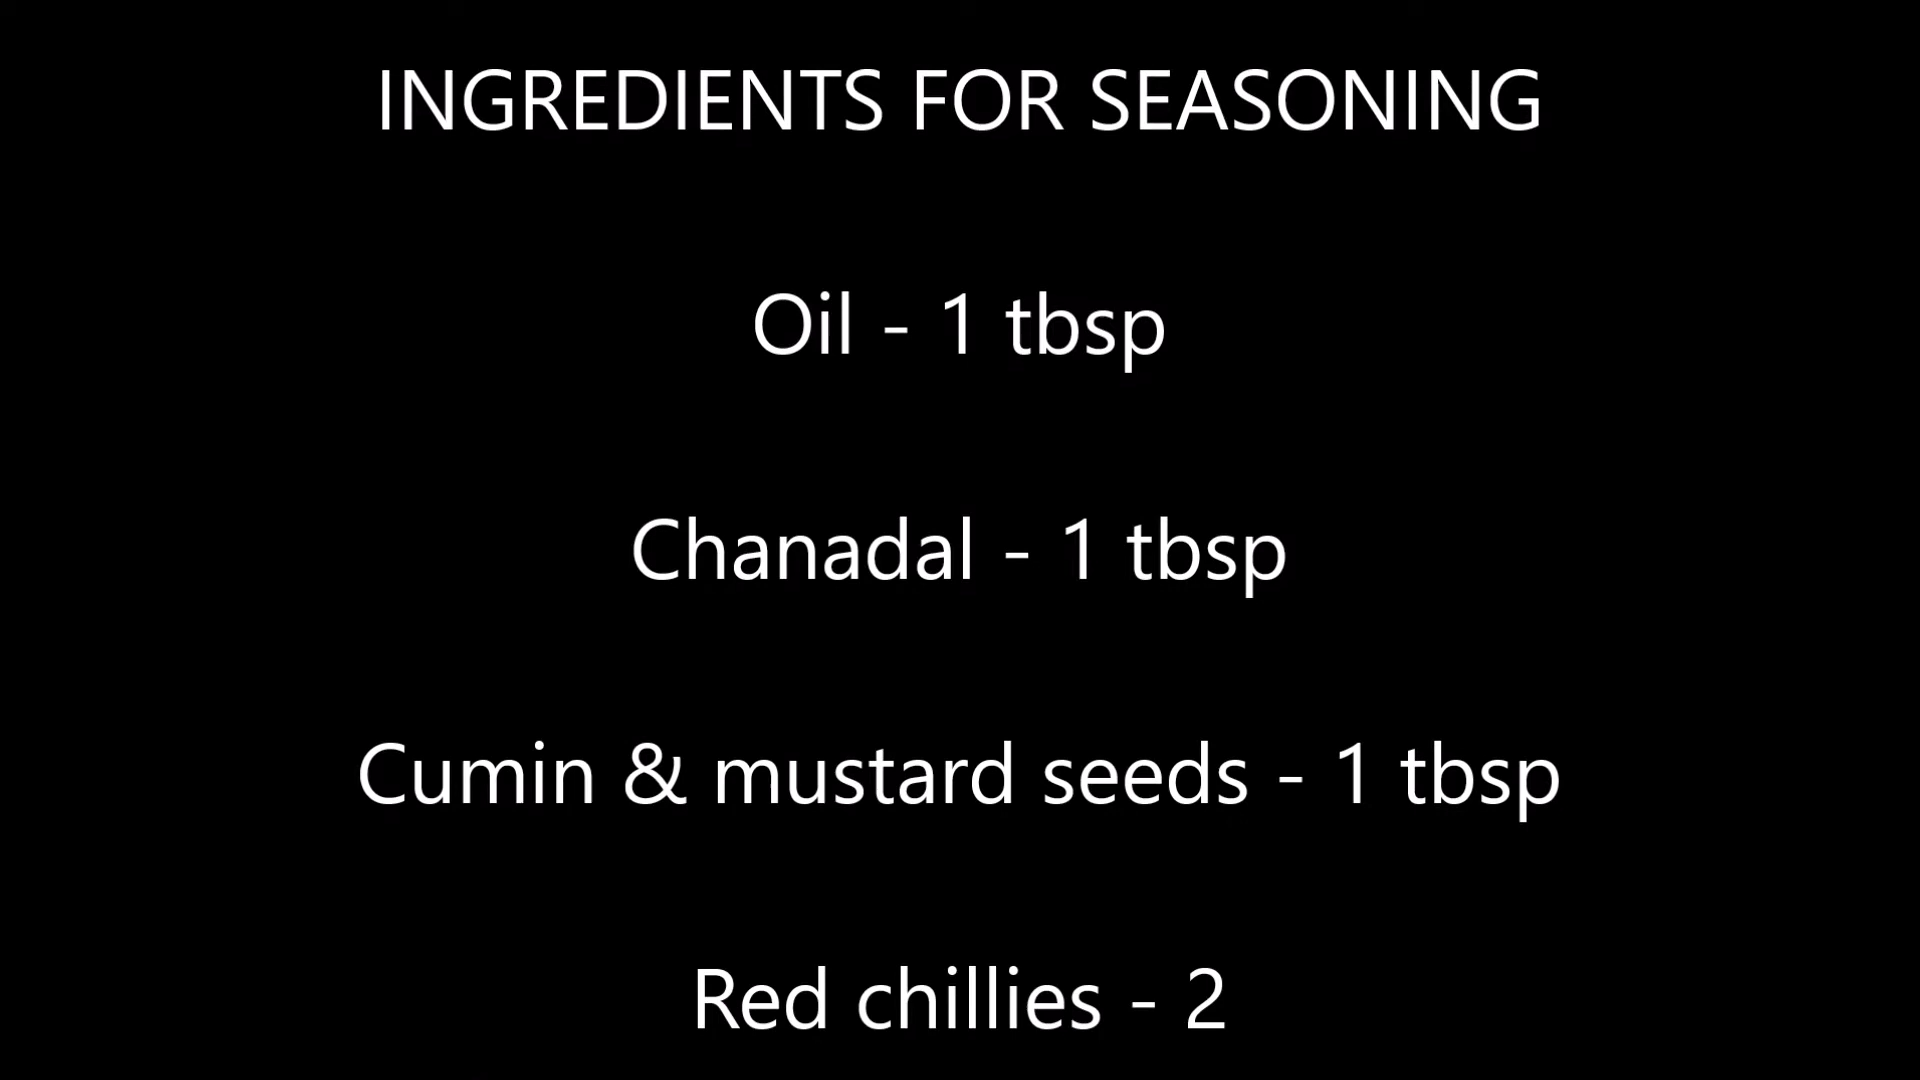 INGREDIENTS FOR SEASONING
Oil - 1 tbsp
Chanadal - 1 tbsp
Cumin & mustard seeds - 1 tbsp
Red chillies - 2